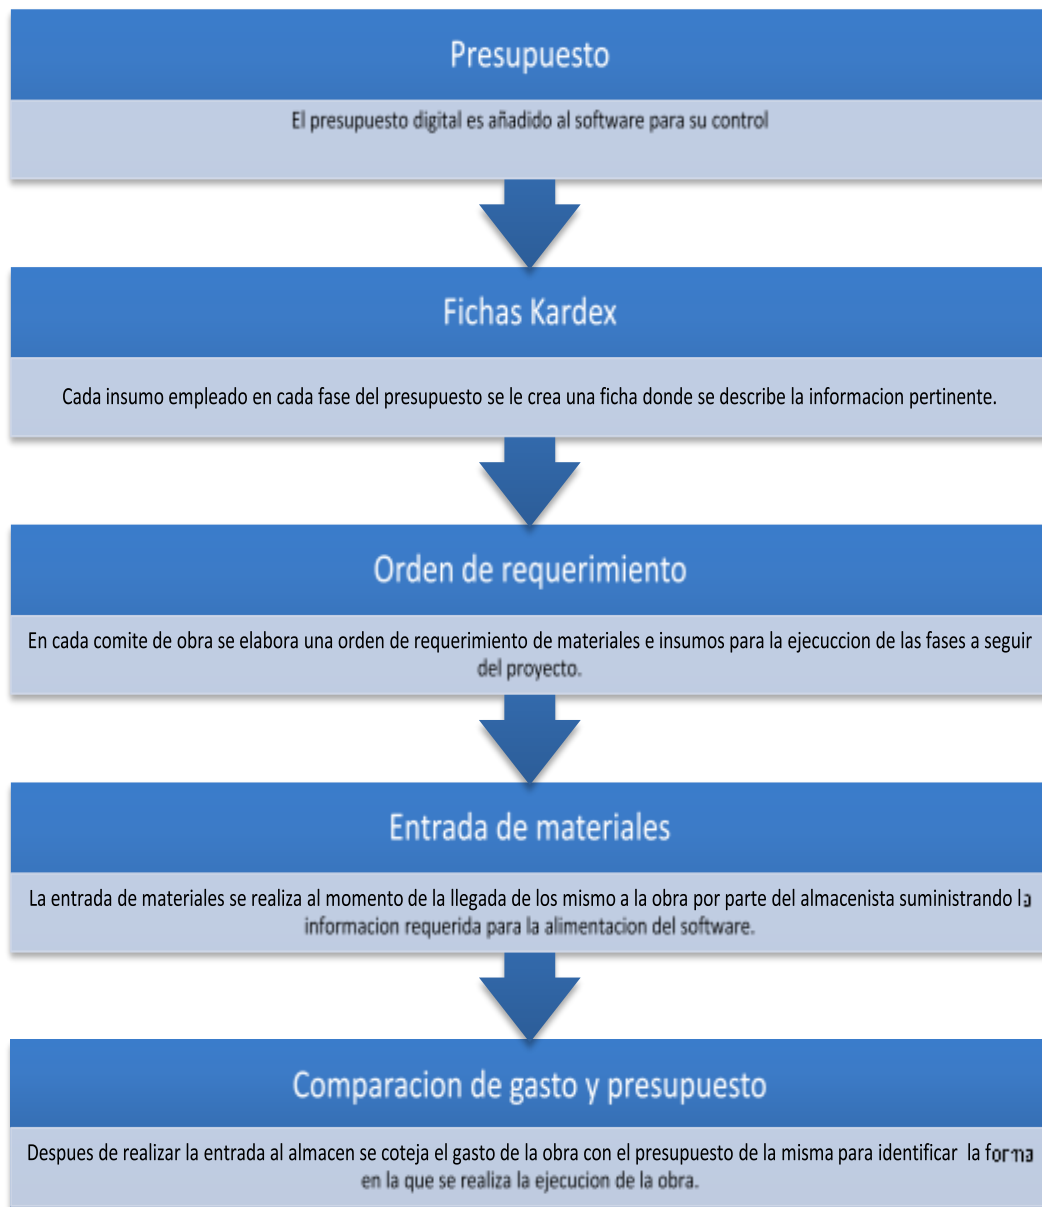 Presupuesto
El presupuesto digital es añadido al software para su control
Fichas Kardex
Cada insumo empleado en cada fase del presupuesto se le crea una ficha donde se describe la informacion pertinente.
Orden de requerimiento
En cada comite de obra se elabora una orden de requerimiento de materiales e insumos para la ejecuccion de las fases a seguir
del proyecto.
Entrada de materiales
La entrada de materiales se realiza al momento de la llegada de los mismo a la obra por parte del almacenista suministrando la
informacion requerida para la alimentacion del software.
Comparacion de gasto y presupuesto
Despues de realizar la entrada al almacen se coteja el gasto de la obra con el presupuesto de la misma para identificar la forma
en la que se realiza la ejecucion de la obra.